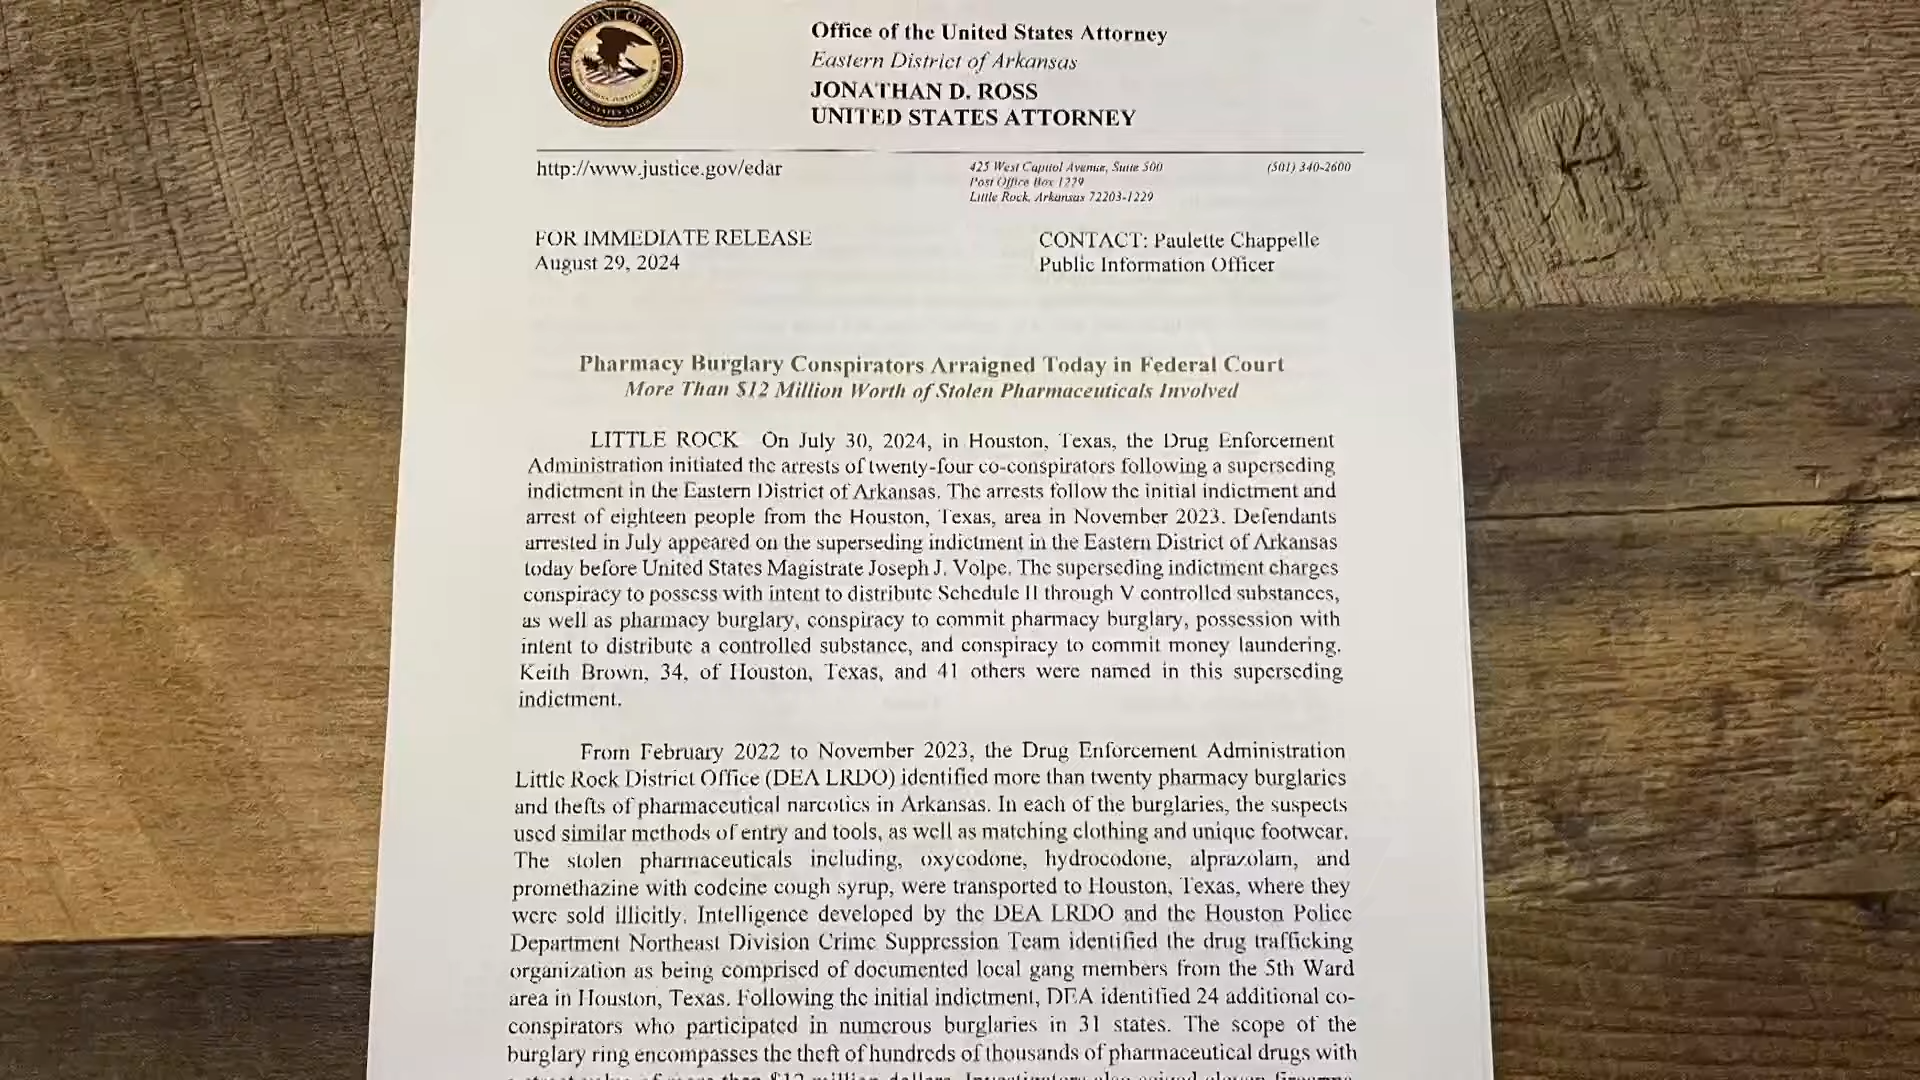 DEPARTMENT OF JUSTICE
Office of the United States Attorney
Eastern District of Arkansas
JONATHAN D. ROSS
UNITED STATES ATTORNEY
http://www.justice.gov/edar
425 West Capitol Avenue, Suite 500
(501) 340-2600
Post Office Box 1229
Little Rock, Arkansas 72203-1229
FOR IMMEDIATE RELEASE
August 29, 2024
CONTACT: Paulette Chappelle
Public Information Officer
Pharmacy Burglary Conspirators Arraigned Today in Federal Court
More Than $12 Million Worth of Stolen Pharmaceuticals Involved
LITTLE ROCK On July 30, 2024, in Houston, Texas, the Drug Enforcement
Administration initiated the arrests of twenty-four co-conspirators following a superseding
indictment in the Eastern District of Arkansas. The arrests follow the initial indictment and
arrest of eighteen people from the Houston, Texas, area in November 2023. Defendants
arrested in July appeared on the superseding indictment in the Eastern District of Arkansas
today before United States Magistrate Joseph J. Volpe. The superseding indictment charges
conspiracy to possess with intent to distribute Schedule II through V controlled substances,
as well as pharmacy burglary, conspiracy to commit pharmacy burglary, possession with
intent to distribute a controlled substance, and conspiracy to commit money laundering.
Keith Brown, 34, of Houston, Texas, and 41 others were named in this superseding
indictment.
From February 2022 to November 2023, the Drug Enforcement Administration
Little Rock District Office (DEA LRDO) identified more than twenty pharmacy burglaries
and thefts of pharmaceutical narcotics in Arkansas. In each of the burglaries, the suspects
used similar methods of entry and tools, as well as matching clothing and unique footwear.
The stolen pharmaceuticals including, oxycodone, hydrocodone, alprazolam, and
promethazine with codeine cough syrup, were transported to Houston, Texas, where they
were sold illicitly. Intelligence developed by the DEA LRDO and the Houston Police
Department Northeast Division Crime Suppression Team identified the drug trafficking
organization as being comprised of documented local gang members from the 5th Ward
area in Houston, Texas. Following the initial indictment, DEA identified 24 additional co-
conspirators who participated in numerous burglaries in 31 states. The scope of the
burglary ring encompasses the theft of hundreds of thousands of pharmaceutical drugs with